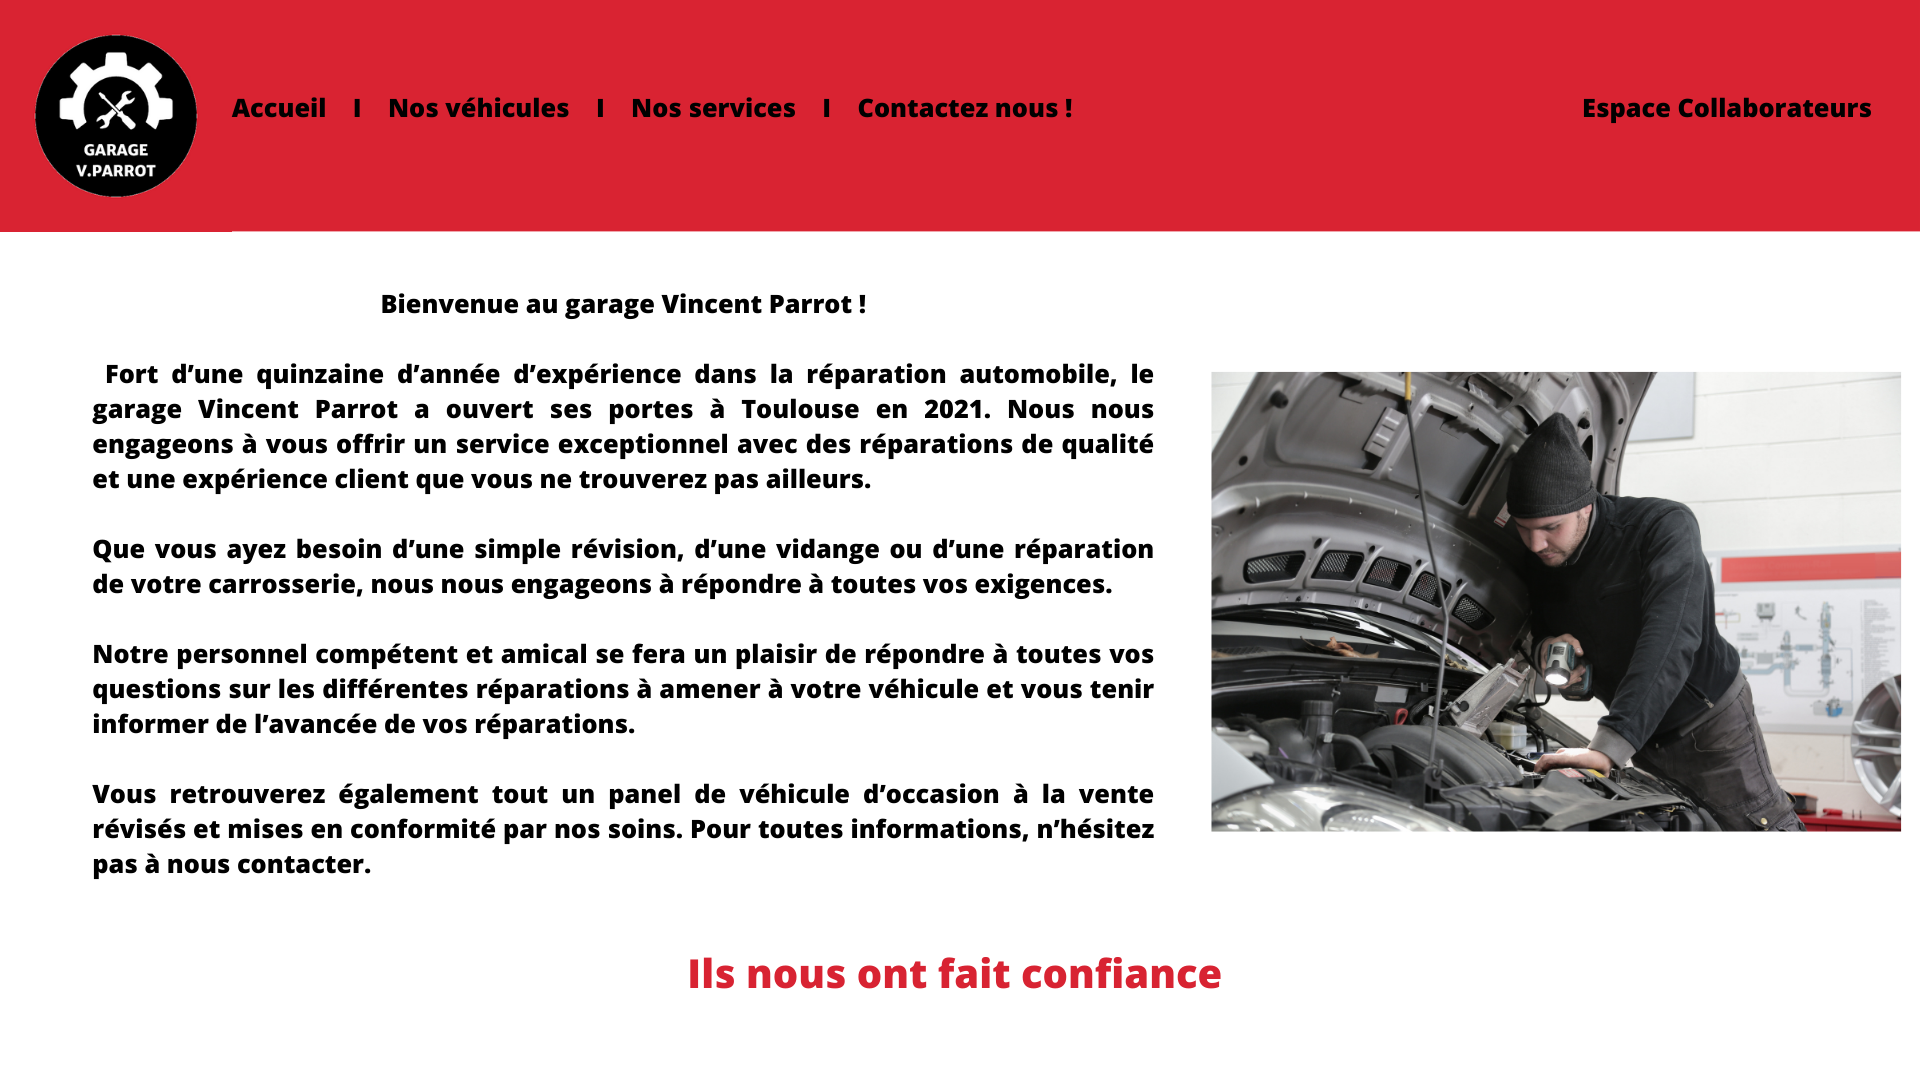 GARAGE
V.PARROT
Accueil I Nos véhicules I Nos services I Contactez nous !
Espace Collaborateurs
Bienvenue au garage Vincent Parrot !
Fort d’une quinzaine d’année d’expérience dans la réparation automobile, le
garage Vincent Parrot a ouvert ses portes à Toulouse en 2021. Nous nous
engageons à vous offrir un service exceptionnel avec des réparations de qualité
et une expérience client que vous ne trouverez pas ailleurs.
Que vous ayez besoin d’une simple révision, d’une vidange ou d’une réparation
de votre carrosserie, nous nous engageons à répondre à toutes vos exigences.
Notre personnel compétent et amical se fera un plaisir de répondre à toutes vos
questions sur les différentes réparations à amener à votre véhicule et vous tenir
informer de l’avancée de vos réparations.
Vous retrouverez également tout un panel de véhicule d’occasion à la vente
révisés et mises en conformité par nos soins. Pour toutes informations, n’hésitez
pas à nous contacter.
Ils nous ont fait confiance